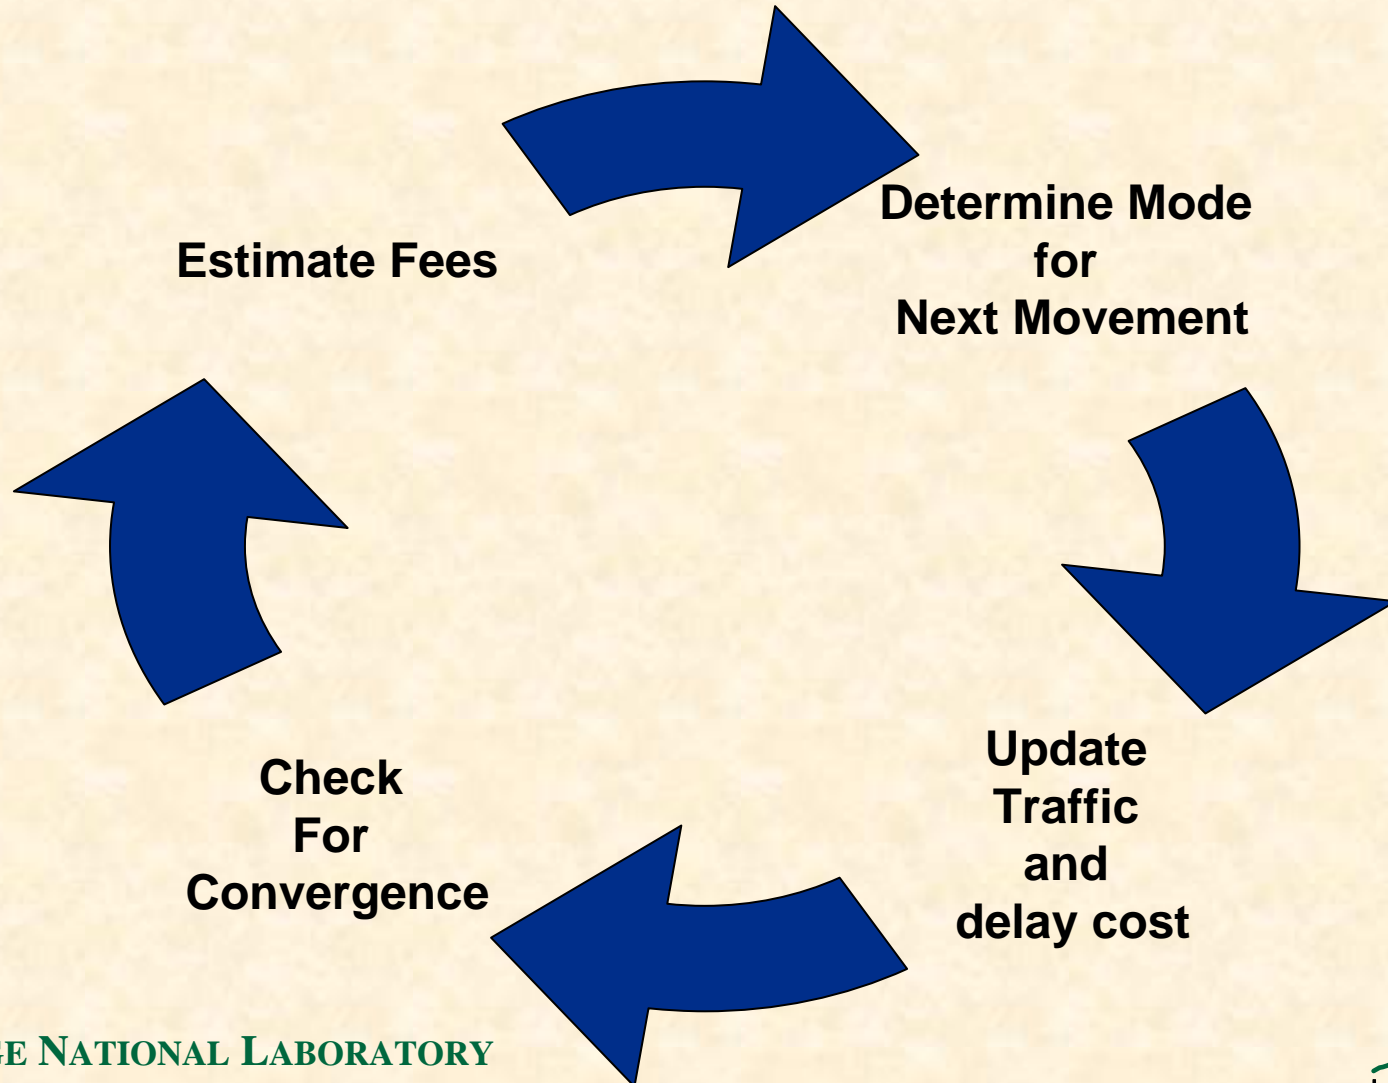 Estimate Fees
Determine Mode
for
Next Movement
Update
Traffic
and
delay cost
Check
For
Convergence
NATIONAL LABORATORY